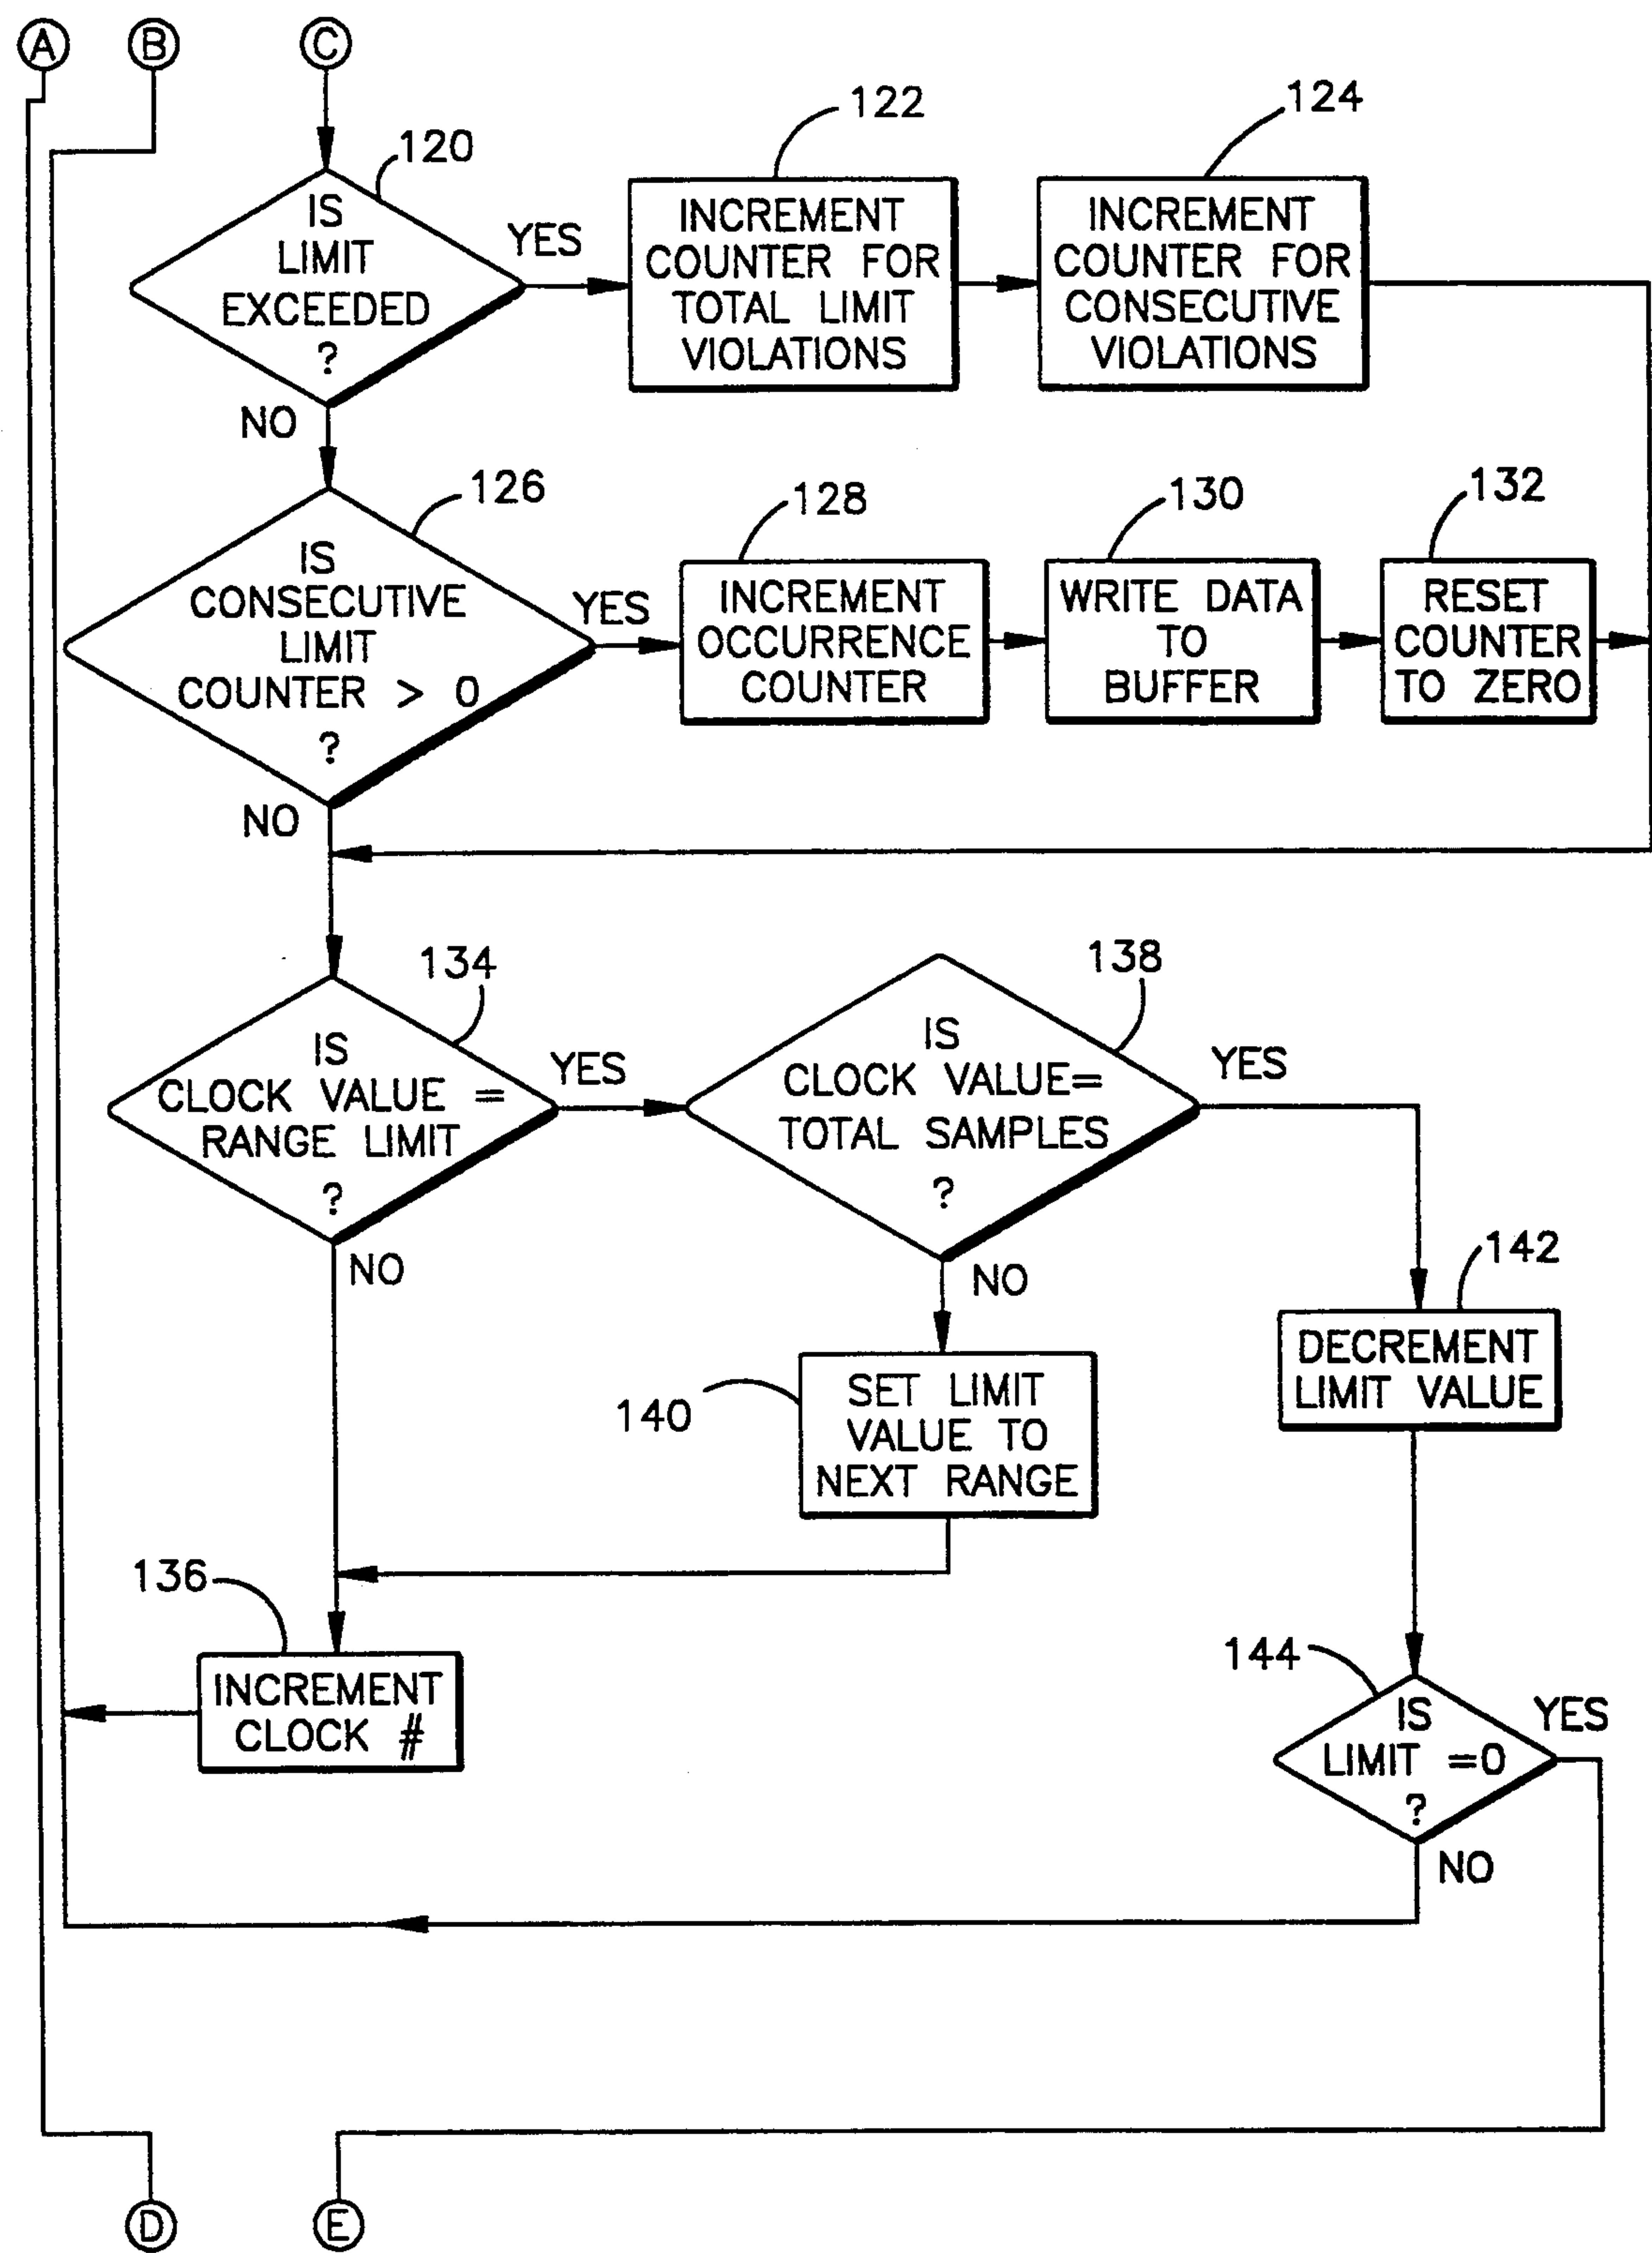 A
B
C
120
IS
LIMIT
EXCEEDED
?
YES
NO
122
INCREMENT
COUNTER FOR
TOTAL LIMIT
VIOLATIONS
124
INCREMENT
COUNTER FOR
CONSECUTIVE
VIOLATIONS
126
IS
CONSECUTIVE
LIMIT
COUNTER > 0
?
YES
NO
128
INCREMENT
OCCURRENCE
COUNTER
130
WRITE DATA
TO
BUFFER
132
RESET
COUNTER
TO ZERO
134
IS
CLOCK VALUE =
RANGE LIMIT
?
YES
NO
138
IS
CLOCK VALUE=
TOTAL SAMPLES
?
YES
NO
140
SET LIMIT
VALUE TO
NEXT RANGE
142
DECREMENT
LIMIT VALUE
136
INCREMENT
CLOCK #
144
IS
LIMIT =0
?
YES
NO
D
E